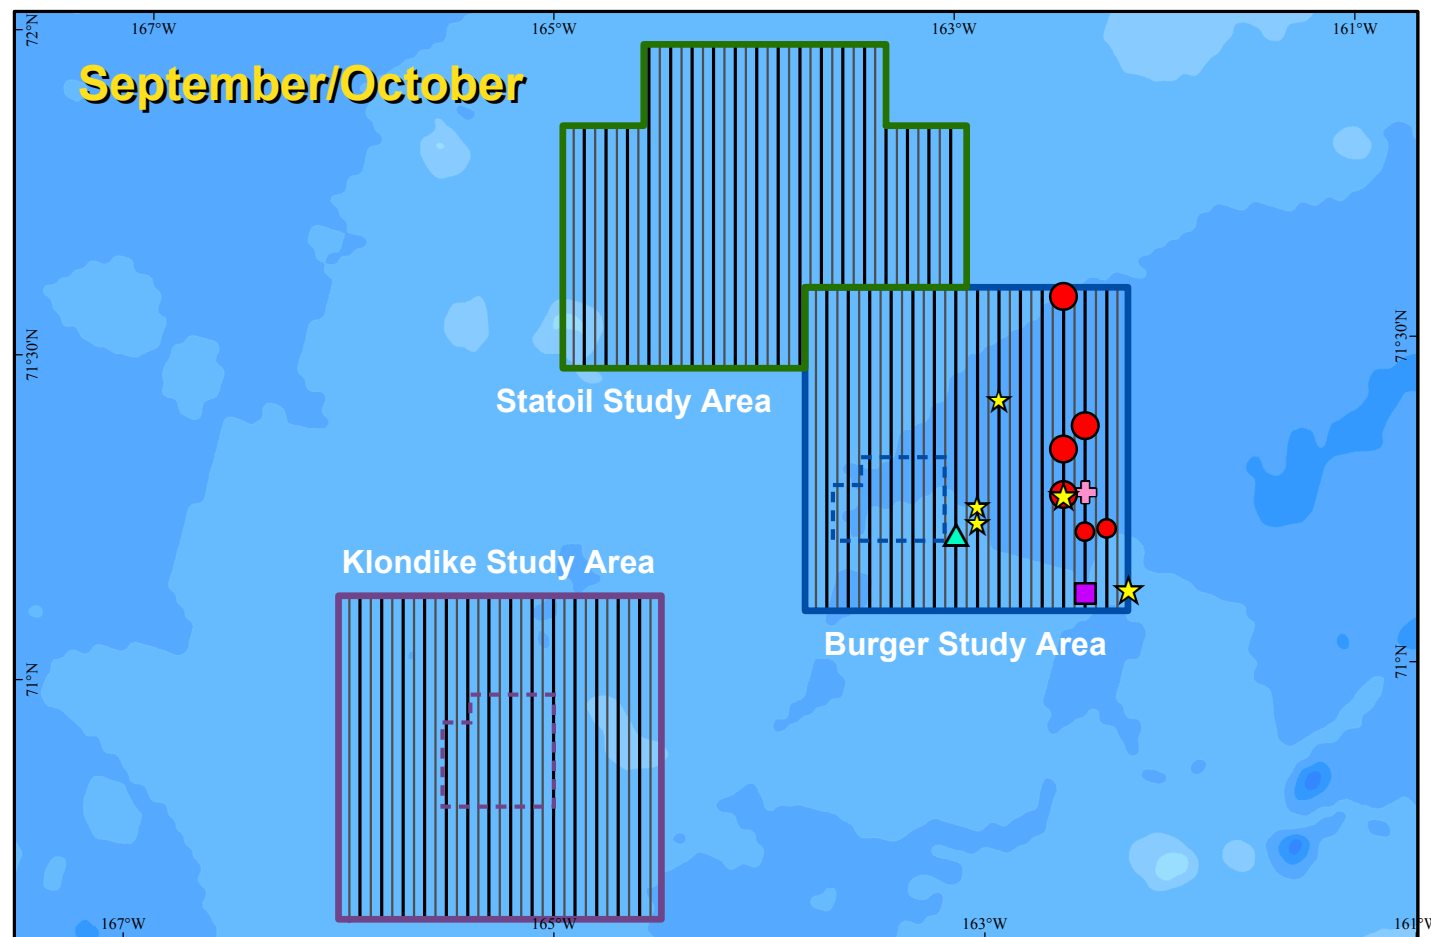 167°W 165°W 163°W 161°W
72°N
September/October
71°30'N 71°30'N
Statoil Study Area
Klondike Study Area
Burger Study Area
71°N 71°N
167°W 165°W 163°W 161°W